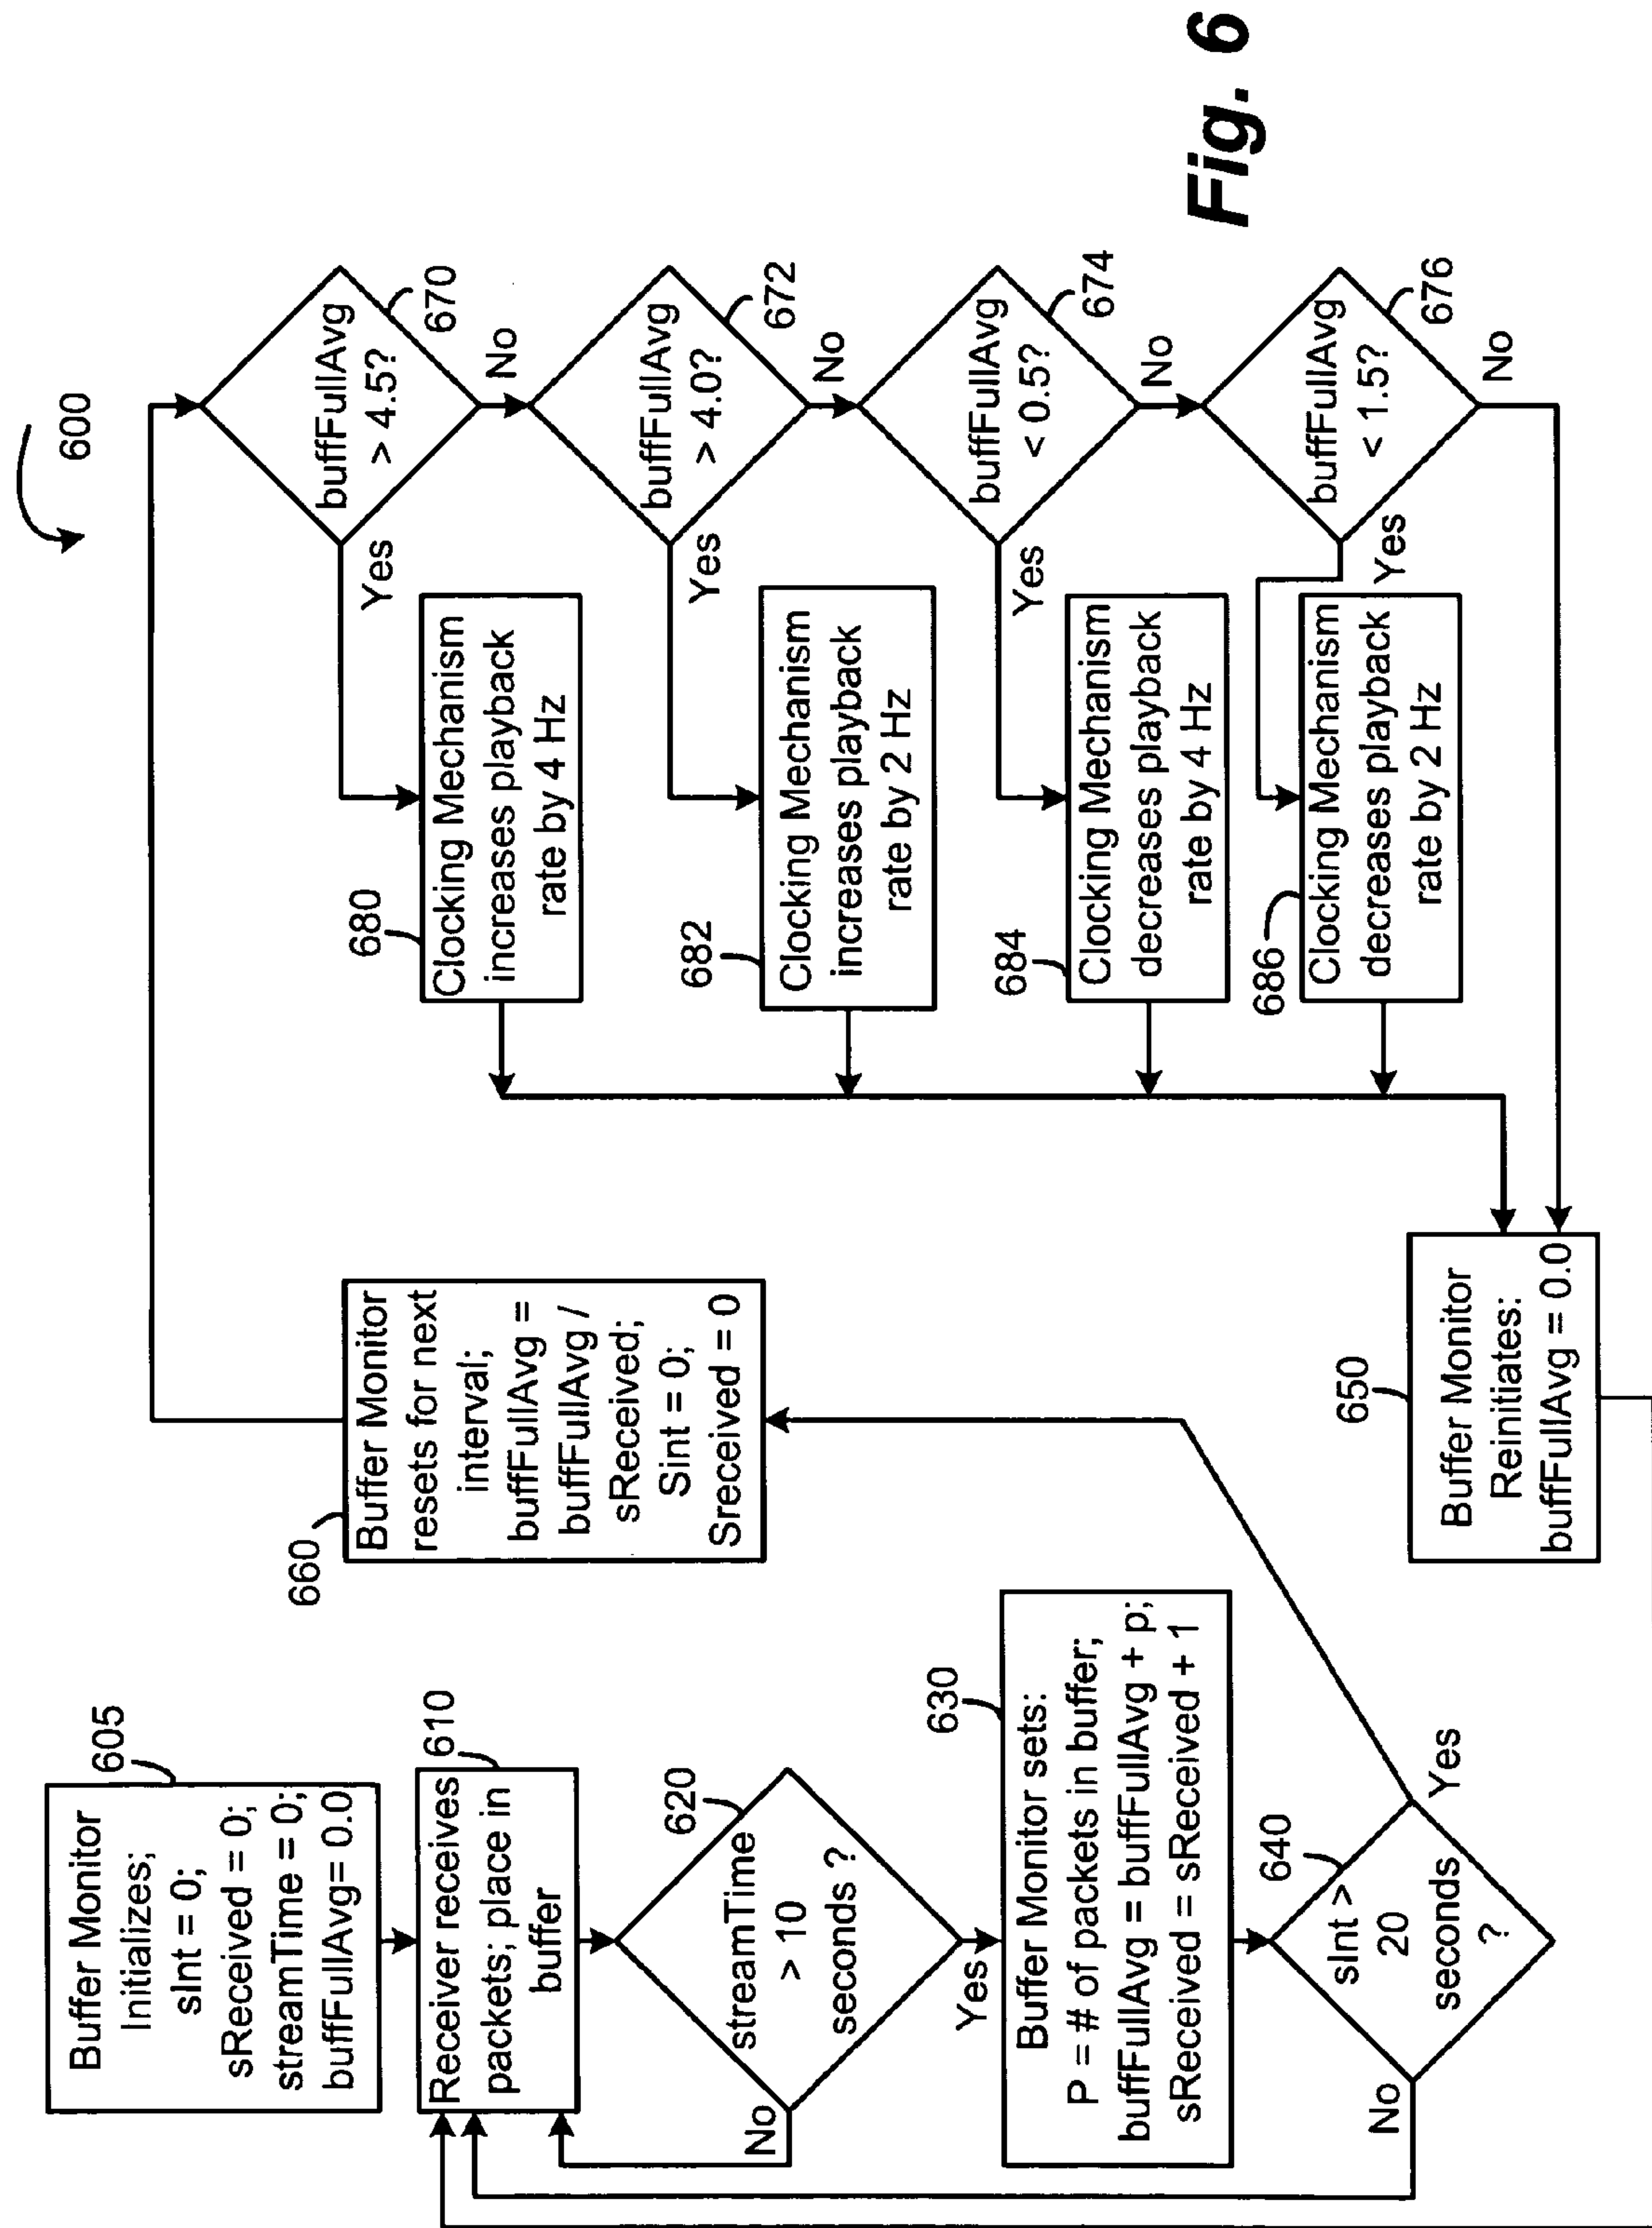 600
605
Buffer Monitor
Initializes;
sInt = 0;
sReceived = 0;
streamTime = 0;
buffFullAvg= 0.0
610
Receiver receives
packets; place in
buffer
620
streamTime
> 10
seconds ?
No
Yes
630
Buffer Monitor sets:
P = # of packets in buffer;
buffFullAvg = buffFullAvg + p;
sReceived = sReceived + 1
640
sInt >
20
seconds
?
No
Yes
660
Buffer Monitor
resets for next
interval;
buffFullAvg =
buffFullAvg /
sReceived;
Sint = 0;
Sreceived = 0
650
Buffer Monitor
Reinitiates:
buffFullAvg = 0.0
buffFullAvg
> 4.5?
670
Yes
No
680
Clocking Mechanism
increases playback
rate by 4 Hz
buffFullAvg
> 4.0?
672
Yes
No
682
Clocking Mechanism
increases playback
rate by 2 Hz
buffFullAvg
< 0.5?
674
Yes
No
684
Clocking Mechanism
decreases playback
rate by 4 Hz
buffFullAvg
< 1.5?
676
Yes
No
686
Clocking Mechanism
decreases playback
rate by 2 Hz
Fig. 6